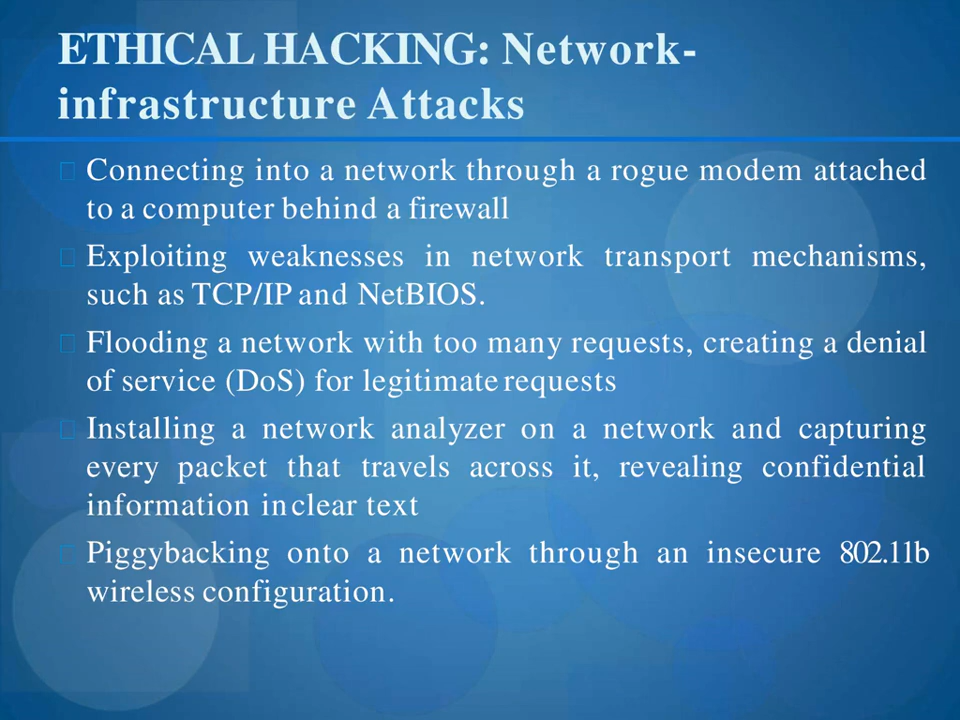 ETHICAL HACKING: Network-
infrastructure Attacks
Connecting into a network through a rogue modem attached
to a computer behind a firewall
Exploiting weaknesses in network transport mechanisms,
such as TCP/IP and NetBIOS.
Flooding a network with too many requests, creating a denial
of service (DoS) for legitimate requests
Installing a network analyzer on a network and capturing
every packet that travels across it, revealing confidential
information in clear text
Piggybacking onto a network through an insecure 802.11b
wireless configuration.